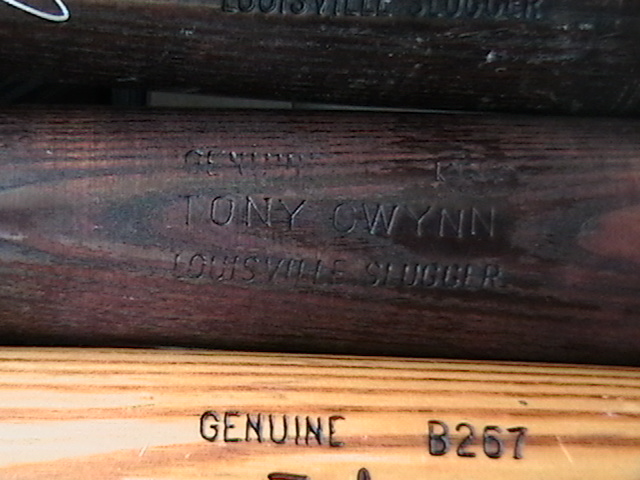 LOUISVILLE SLUGGER
GENUINE
TONY GWYNN
LOUISVILLE SLUGGER
GENUINE B267